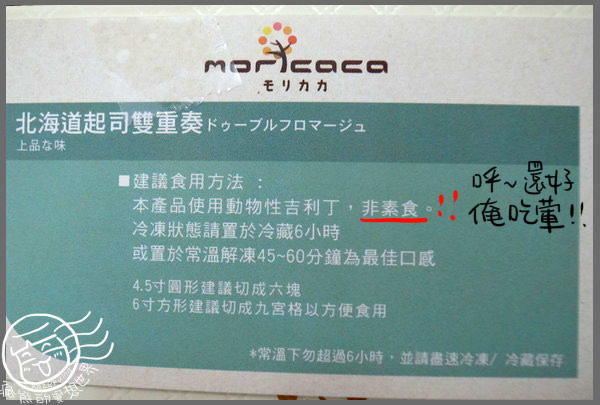 moricaca
モリカカ
北海道起司雙重奏ドゥーブルフロマージュ
上品な味
■建議食用方法：
本產品使用動物性吉利丁，非素食。!!
呼~還好
俺吃葷!!
冷凍狀態請置於冷藏6小時
或置於常溫解凍45~60分鐘為最佳口感
4.5寸圓形建議切成六塊
6寸方形建議切成九宮格以方便食用
*常溫下勿超過6小時，並請盡速冷凍/冷藏保存